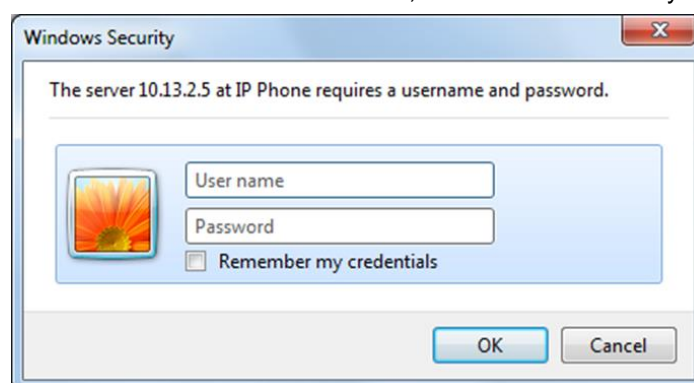 Windows Security
The server 10.13.2.5 at IP Phone requires a username and password.
User name
Password
Remember my credentials
OK
Cancel